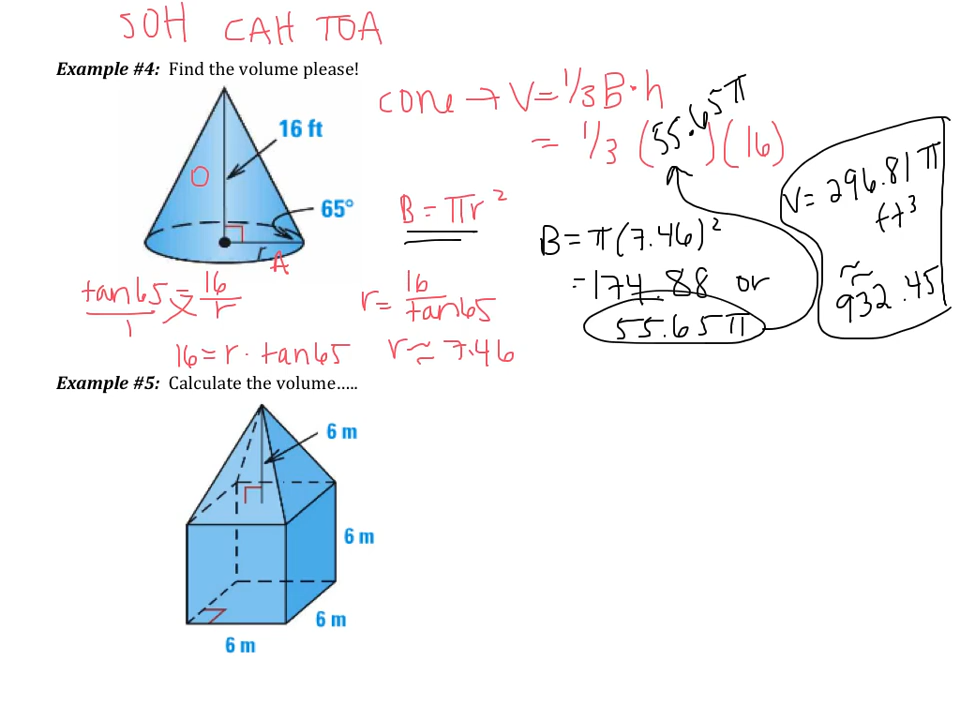 SOH CAH TOA
Example #4: Find the volume please!
cone → V = 1/3 B · h
= 1/3 (55.65π)(16)
16 ft
O
65°
r
A
B = πr²
B = π(7.46)²
= 174.88 or
55.65π
V = 296.81π
ft³
≈
932.45
tan65/1 = 16/r
16 = r · tan65
r = 16/tan65
r ≈ 7.46
Example #5: Calculate the volume…..
6 m
6 m
6 m
6 m